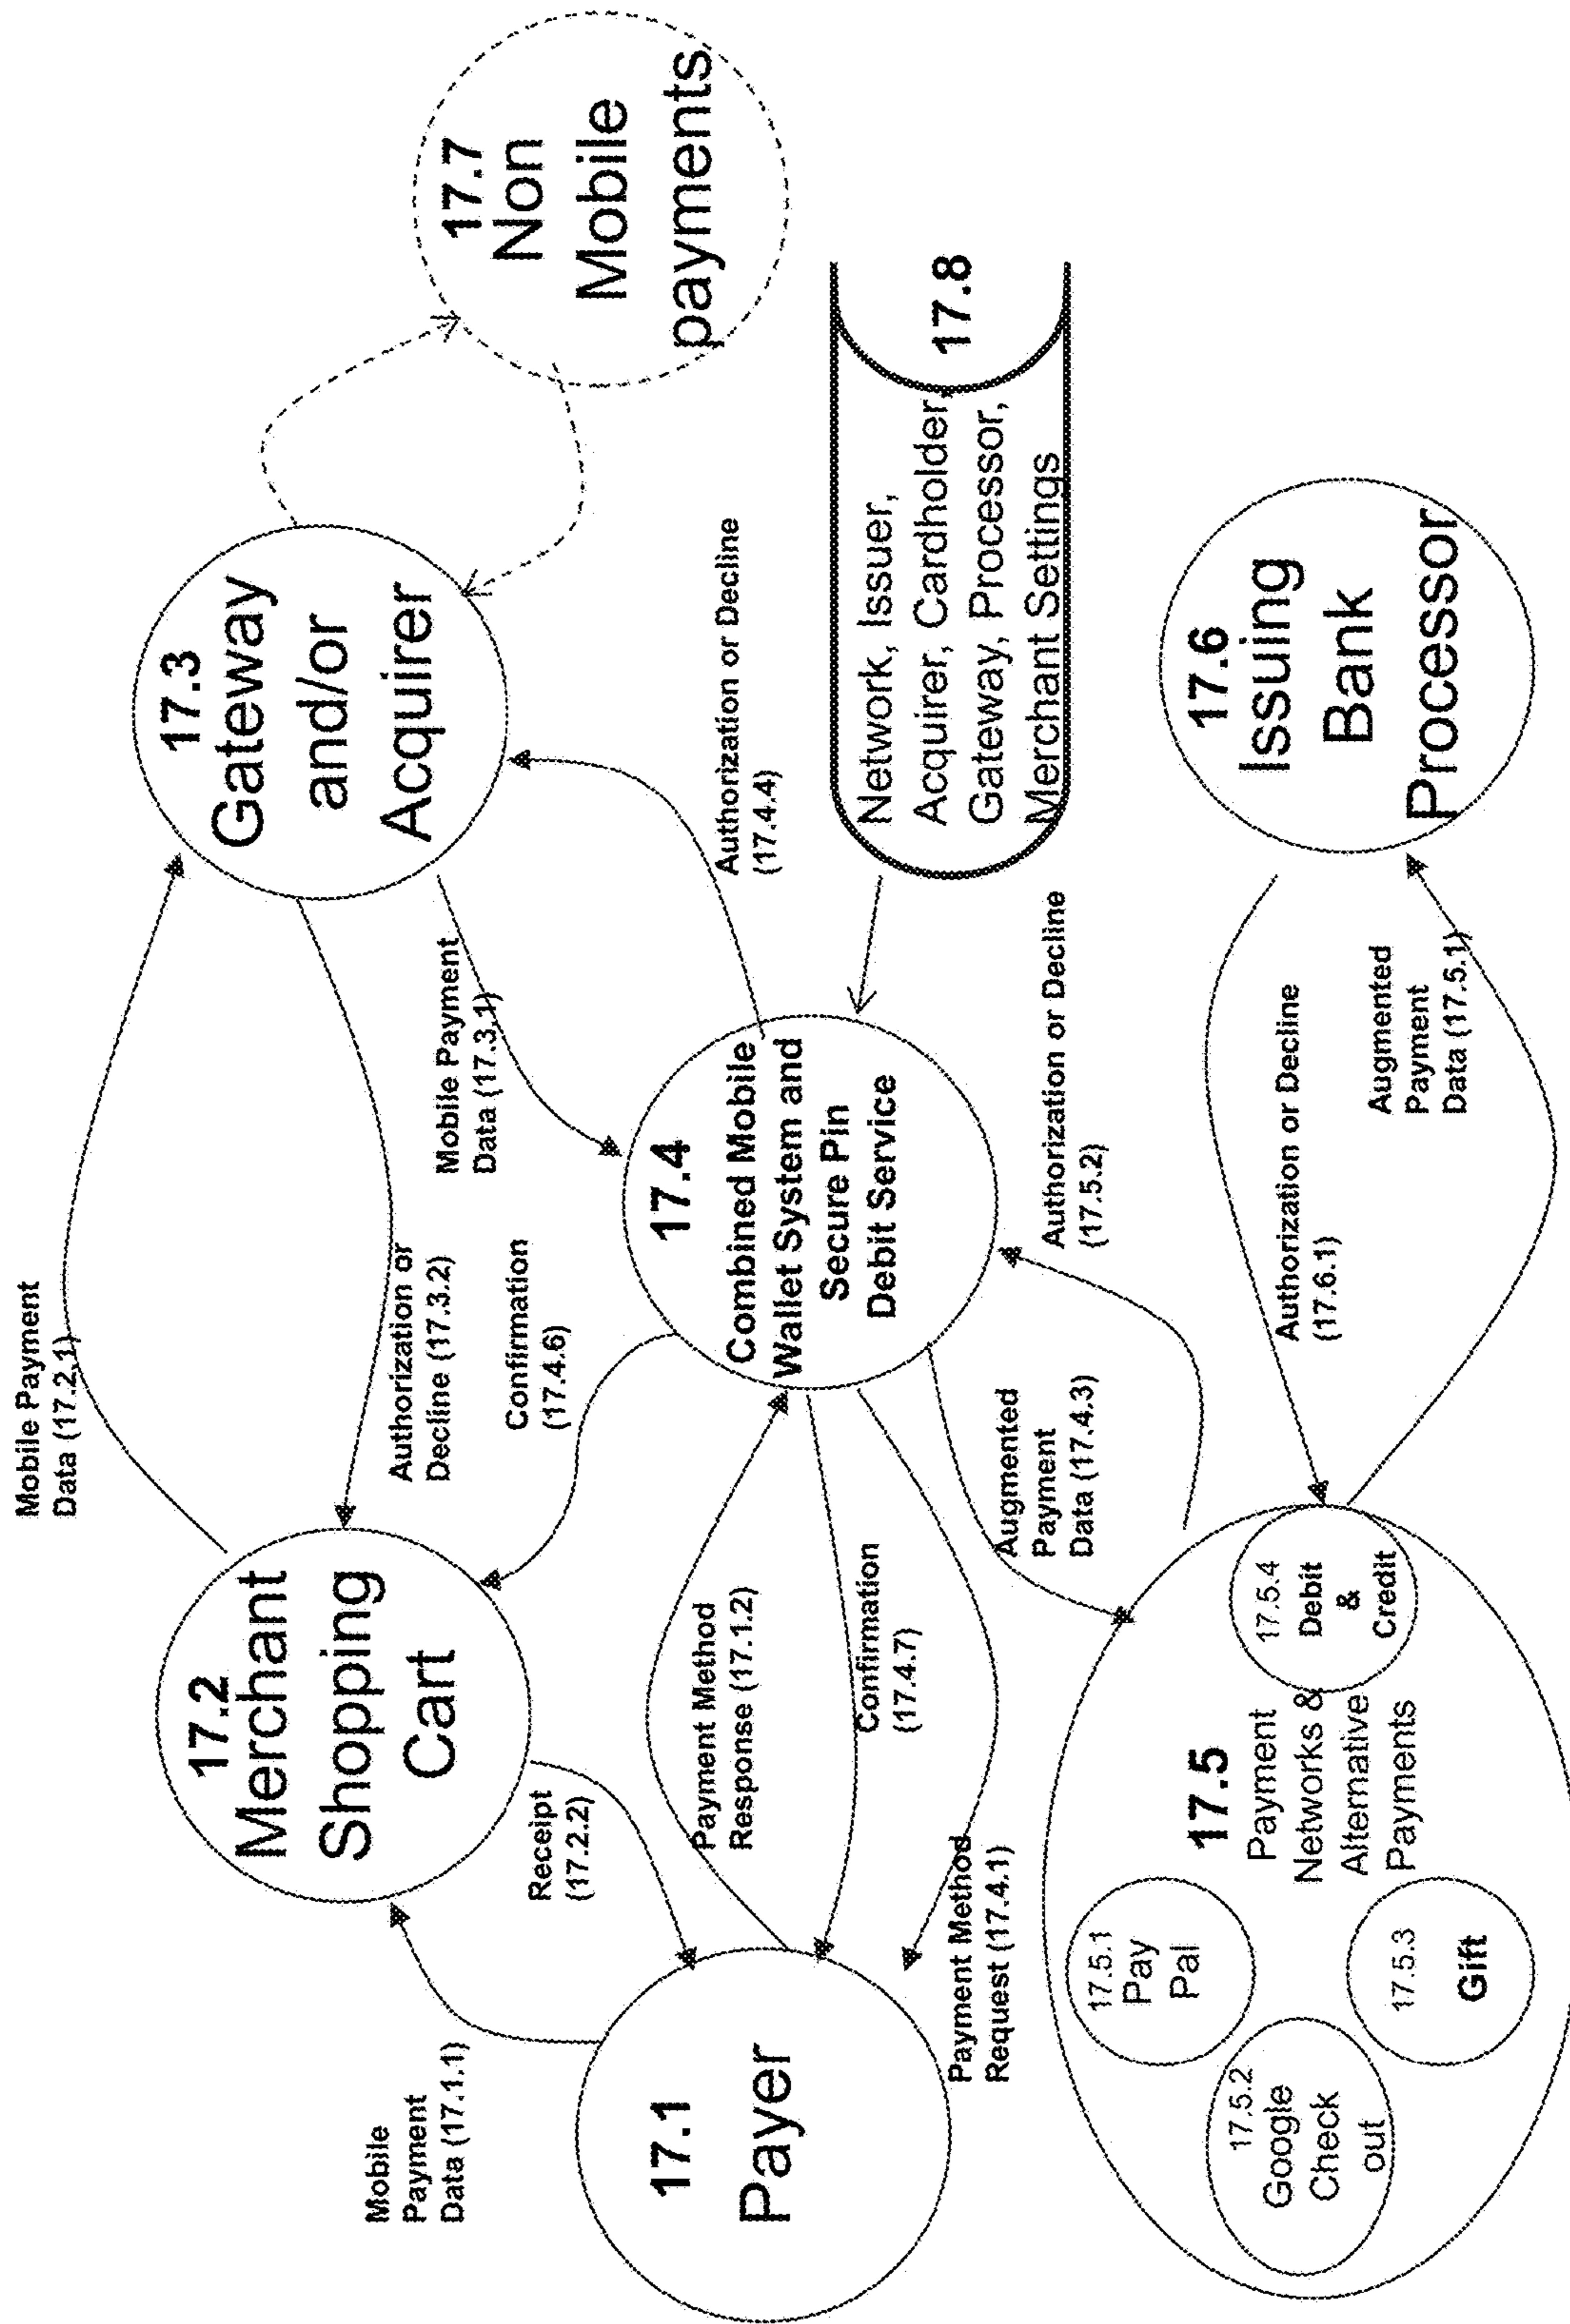 Mobile Payment
Data (17.2.1)
17.2
Merchant
Shopping
Cart
17.3
Gateway
and/or
Acquirer
17.7
Non
Mobile
payments
Authorization or
Decline (17.3.2)
Mobile Payment
Data (17.3.1)
Confirmation
(17.4.6)
Mobile
Payment
Data (17.1.1)
Receipt
(17.2.2)
Authorization or Decline
(17.4.4)
17.1
Payer
Payment Method
Response (17.1.2)
Confirmation
(17.4.7)
Payment Method
Request (17.4.1)
17.4
Combined Mobile
Wallet System and
Secure Pin
Debit Service
Network, Issuer,
Acquirer, Cardholder,
Gateway, Processor,
Merchant Settings
17.8
Augmented
Payment
Data (17.4.3)
Authorization or Decline
(17.5.2)
17.5.1
Pay
Pal
17.5.2
Google
Check
out
17.5.3
Gift
17.5
Payment
Networks &
Alternative
Payments
17.5.4
Debit
&
Credit
Authorization or Decline
(17.6.1)
Augmented
Payment
Data (17.5.1)
17.6
Issuing
Bank
Processor